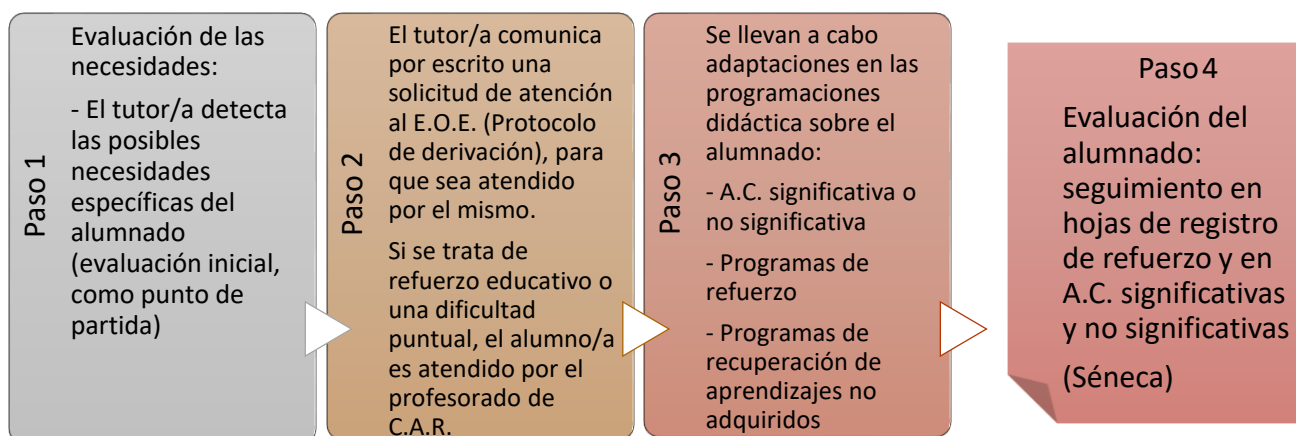 Paso 1
Evaluación de las
necesidades:
- El tutor/a detecta
las posibles
necesidades
específicas del
alumnado
(evaluación inicial,
como punto de
partida)
Paso 2
El tutor/a comunica
por escrito una
solicitud de atención
al E.O.E. (Protocolo
de derivación), para
que sea atendido
por el mismo.
Si se trata de
refuerzo educativo o
una dificultad
puntual, el alumno/a
es atendido por el
profesorado de
C.A.R.
Paso 3
Se llevan a cabo
adaptaciones en las
programaciones
didáctica sobre el
alumnado:
- A.C. significativa o
no significativa
- Programas de
refuerzo
- Programas de
recuperación de
aprendizajes no
adquiridos
Paso 4
Evaluación del
alumnado:
seguimiento en
hojas de registro
de refuerzo y en
A.C. significativas
y no significativas
(Séneca)